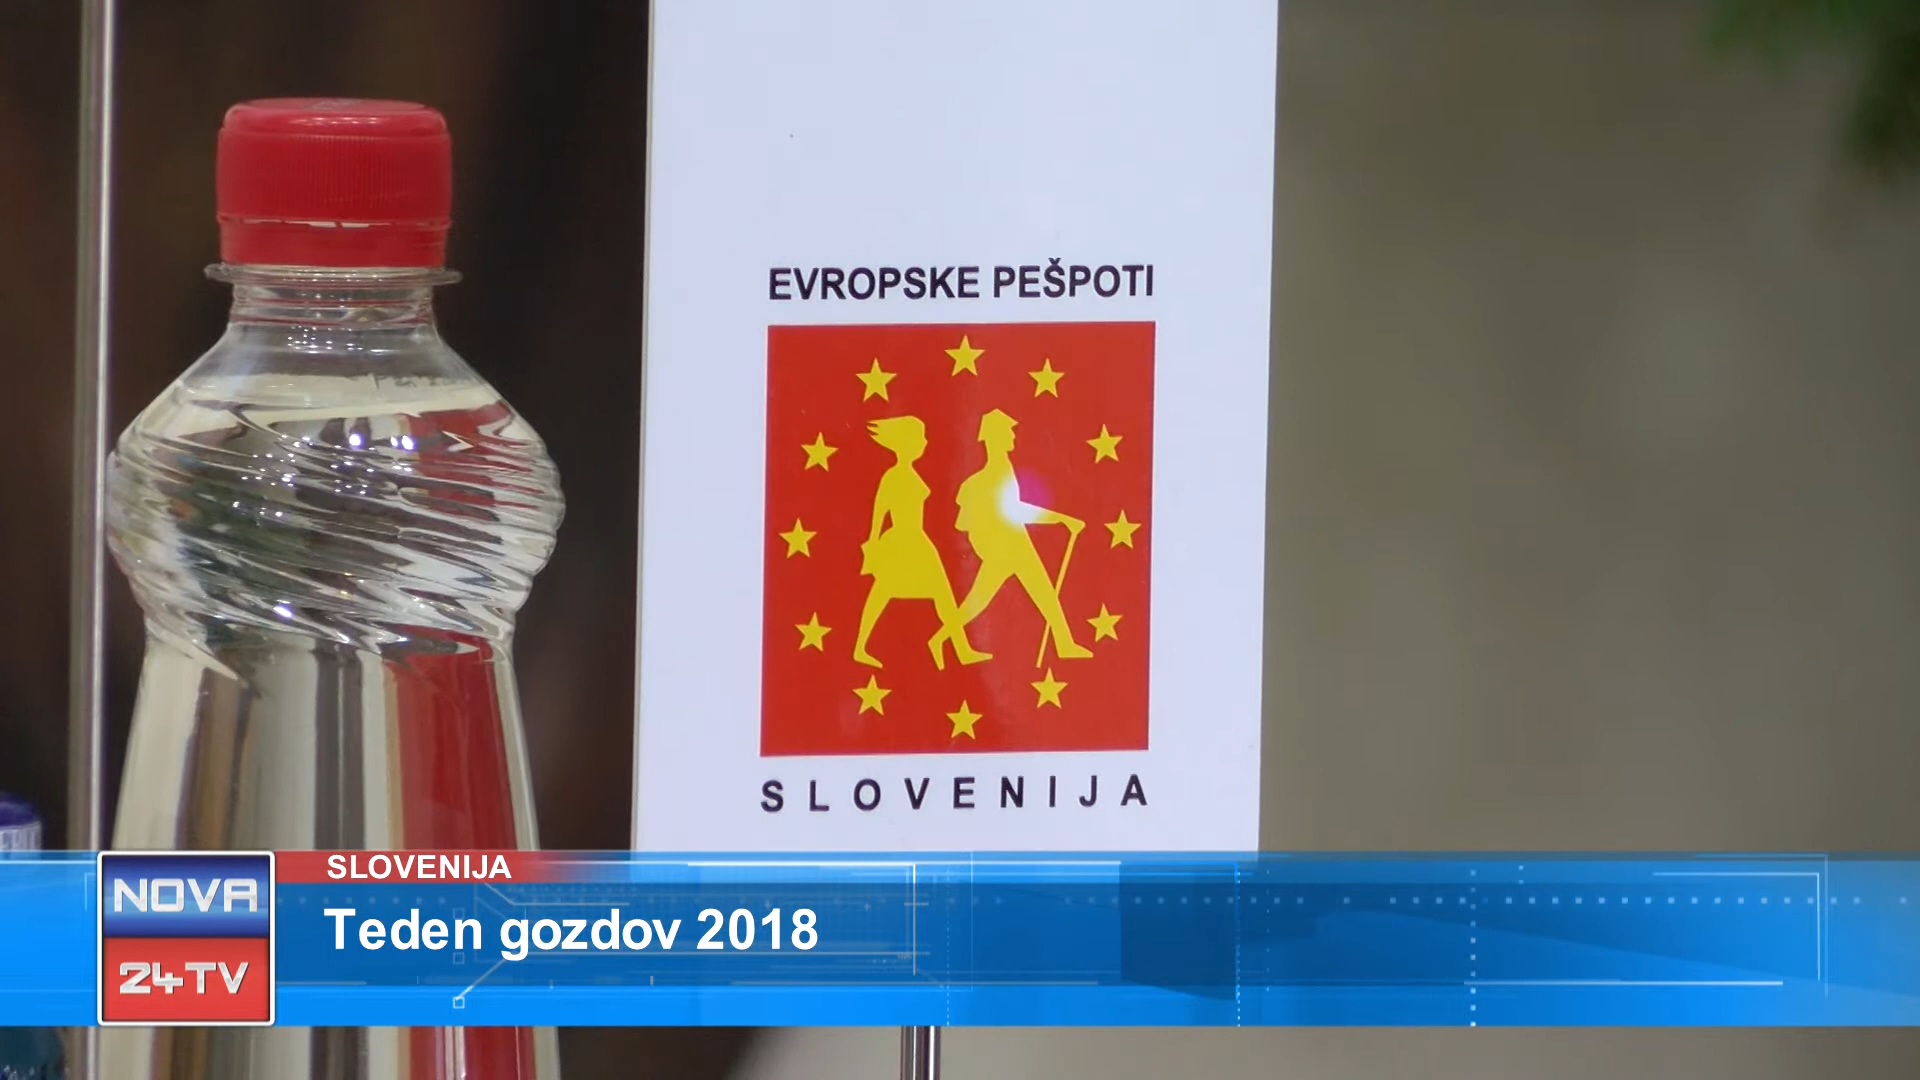 EVROPSKE PEŠPOTI
SLOVENIJA
SLOVENIJA
Teden gozdov 2018
NOVA
24TV